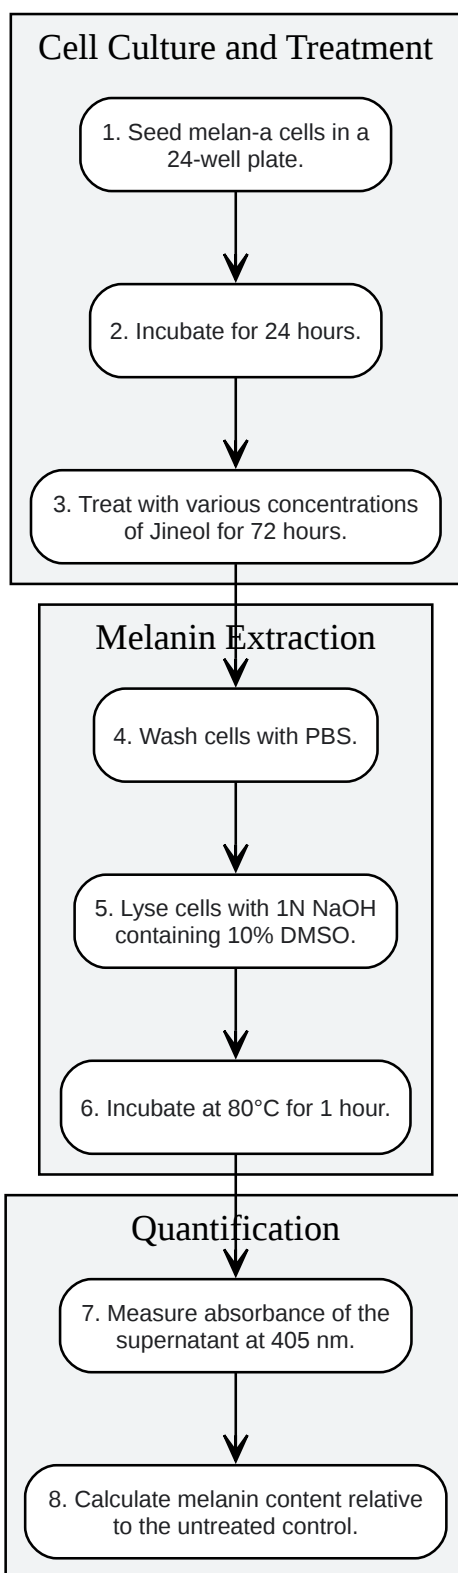 Cell Culture and Treatment
1. Seed melan-a cells in a
24-well plate.
2. Incubate for 24 hours.
3. Treat with various concentrations
of Jineol for 72 hours.
Melanin Extraction
4. Wash cells with PBS.
5. Lyse cells with 1N NaOH
containing 10% DMSO.
6. Incubate at 80°C for 1 hour.
Quantification
7. Measure absorbance of the
supernatant at 405 nm.
8. Calculate melanin content relative
to the untreated control.